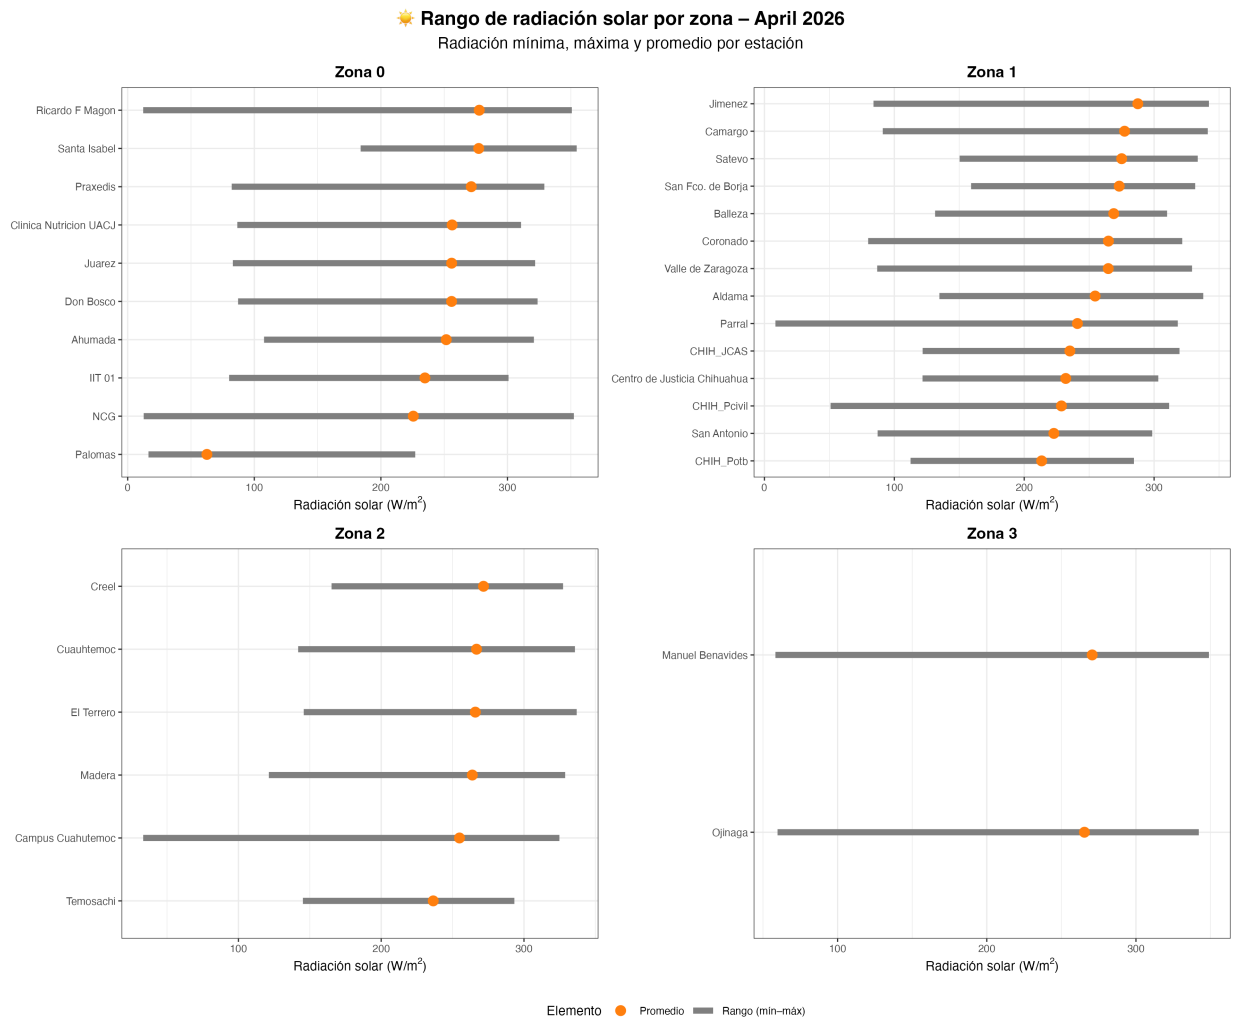 ☀️ Rango de radiación solar por zona – April 2026
Radiación mínima, máxima y promedio por estación
Zona 0
Ricardo F Magon
Santa Isabel
Praxedis
Clinica Nutricion UACJ
Juarez
Don Bosco
Ahumada
IIT 01
NCG
Palomas
0 100 200 300
Radiación solar (W/m²)
Zona 1
Jimenez
Camargo
Satevo
San Fco. de Borja
Balleza
Coronado
Valle de Zaragoza
Aldama
Parral
CHIH_JCAS
Centro de Justicia Chihuahua
CHIH_Pcivil
San Antonio
CHIH_Potb
0 100 200 300
Radiación solar (W/m²)
Zona 2
Creel
Cuauhtemoc
El Terrero
Madera
Campus Cuahutemoc
Temosachi
100 200 300
Radiación solar (W/m²)
Zona 3
Manuel Benavides
Ojinaga
100 200 300
Radiación solar (W/m²)
Elemento Promedio Rango (min–máx)